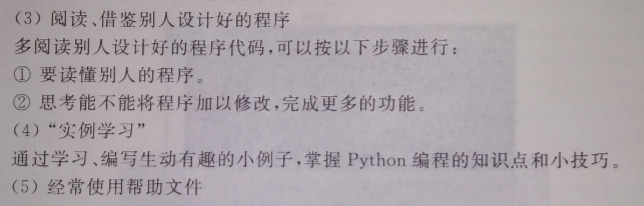 (3) 阅读、借鉴别人设计好的程序
多阅读别人设计好的程序代码,可以按以下步骤进行:
① 要读懂别人的程序。
② 思考能不能将程序加以修改,完成更多的功能。
(4) “实例学习”
通过学习、编写生动有趣的小例子,掌握 Python 编程的知识点和小技巧。
(5) 经常使用帮助文件